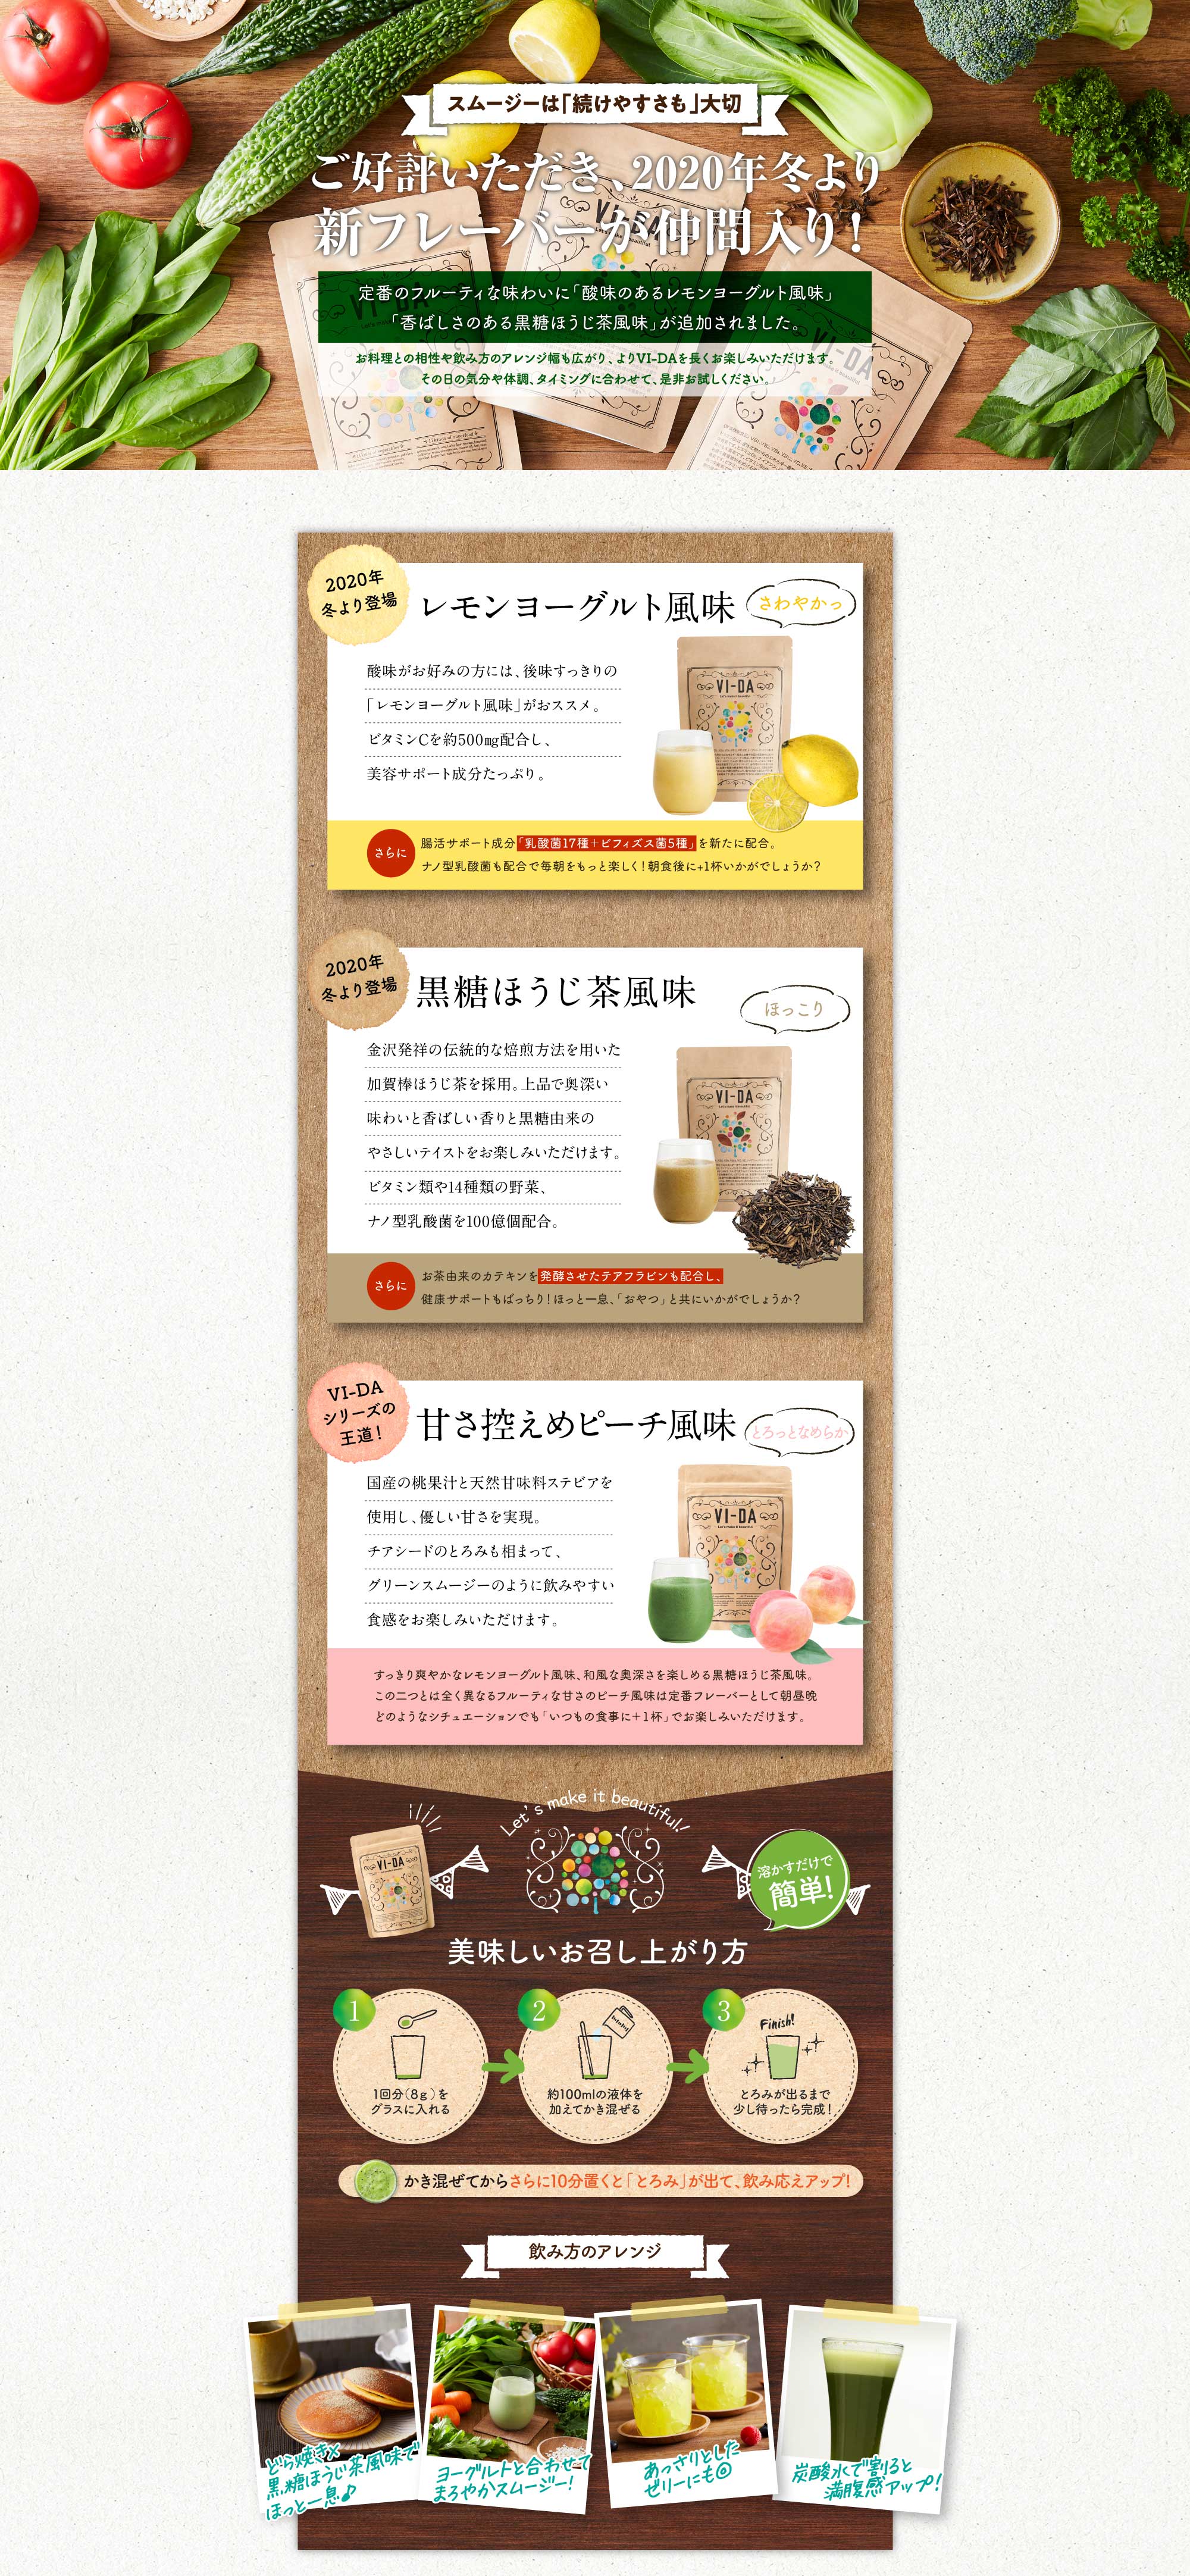 スムージーは「続けやすさも」大切
ご好評いただき、2020年冬より
新フレーバーが仲間入り!
定番のフルーティな味わいに「酸味のあるレモンヨーグルト風味」
「香ばしさのある黒糖ほうじ茶風味」が追加されました。
お料理との相性や飲み方のアレンジ幅も広がり、よりVI-DAを長くお楽しみいただけます。
その日の気分や体調、タイミングに合わせて、是非お試しください。
2020年
冬より登場
レモンヨーグルト風味
さわやかっ
酸味がお好みの方には、後味すっきりの
「レモンヨーグルト風味」がおススメ。
ビタミンCを約500㎎配合し、
美容サポート成分たっぷり。
VI-DA
Let's make it beautiful
さらに
腸活サポート成分「乳酸菌17種+ビフィズス菌5種」を新たに配合。
ナノ型乳酸菌も配合で毎朝をもっと楽しく!朝食後に+1杯いかがでしょうか?
2020年
冬より登場
黒糖ほうじ茶風味
ほっこり
金沢発祥の伝統的な焙煎方法を用いた
加賀棒ほうじ茶を採用。上品で奥深い
味わいと香ばしい香りと黒糖由来の
やさしいテイストをお楽しみいただけます。
ビタミン類や14種類の野菜、
ナノ型乳酸菌を100億個配合。
VI-DA
Let's make it beautiful
さらに
お茶由来のカテキンを発酵させたテアフラビンも配合し、
健康サポートもばっちり!ほっと一息、「おやつ」と共にいかがでしょうか?
VI-DA
シリーズの
王道!
甘さ控えめピーチ風味
とろっとなめらか
国産の桃果汁と天然甘味料ステビアを
使用し、優しい甘さを実現。
チアシードのとろみも相まって、
グリーンスムージーのように飲みやすい
食感をお楽しみいただけます。
VI-DA
Let's make it beautiful
すっきり爽やかなレモンヨーグルト風味、和風な奥深さを楽しめる黒糖ほうじ茶風味。
この二つとは全く異なるフルーティな甘さのピーチ風味は定番フレーバーとして朝昼晩
どのようなシチュエーションでも「いつもの食事に+1杯」でお楽しみいただけます。
Let's make it beautiful!
VI-DA
溶かすだけで
簡単!
美味しいお召し上がり方
1
1回分(8g)を
グラスに入れる
2
約100mlの液体を
加えてかき混ぜる
3
Finish!
とろみが出るまで
少し待ったら完成!
かき混ぜてからさらに10分置くと「とろみ」が出て、飲み応えアップ!
飲み方のアレンジ
どら焼き×
黒糖ほうじ茶風味で
ほっと一息♪
ヨーグルトと合わせて
まろやかスムージー!
あっさりとした
ゼリーにも◎
炭酸水で割ると
満腹感アップ!